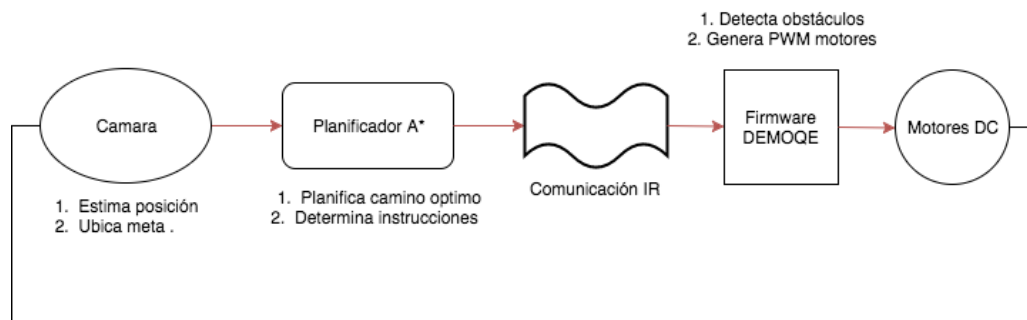 Camara
1. Estima posición
2. Ubica meta .
Planificador A*
1. Planifica camino optimo
2. Determina instrucciones
Comunicación IR
1. Detecta obstáculos
2. Genera PWM motores
Firmware
DEMOQE
Motores DC